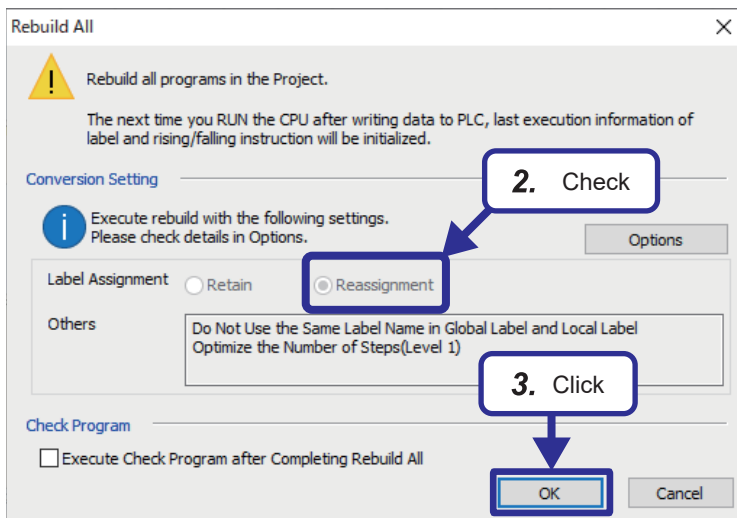 Rebuild All
Rebuild all programs in the Project.
The next time you RUN the CPU after writing data to PLC, last execution information of
label and rising/falling instruction will be initialized.
Conversion Setting
2. Check
Execute rebuild with the following settings.
Please check details in Options.
Options
Label Assignment Retain Reassignment
Others
Do Not Use the Same Label Name in Global Label and Local Label
Optimize the Number of Steps(Level 1)
3. Click
Check Program
Execute Check Program after Completing Rebuild All
OK Cancel